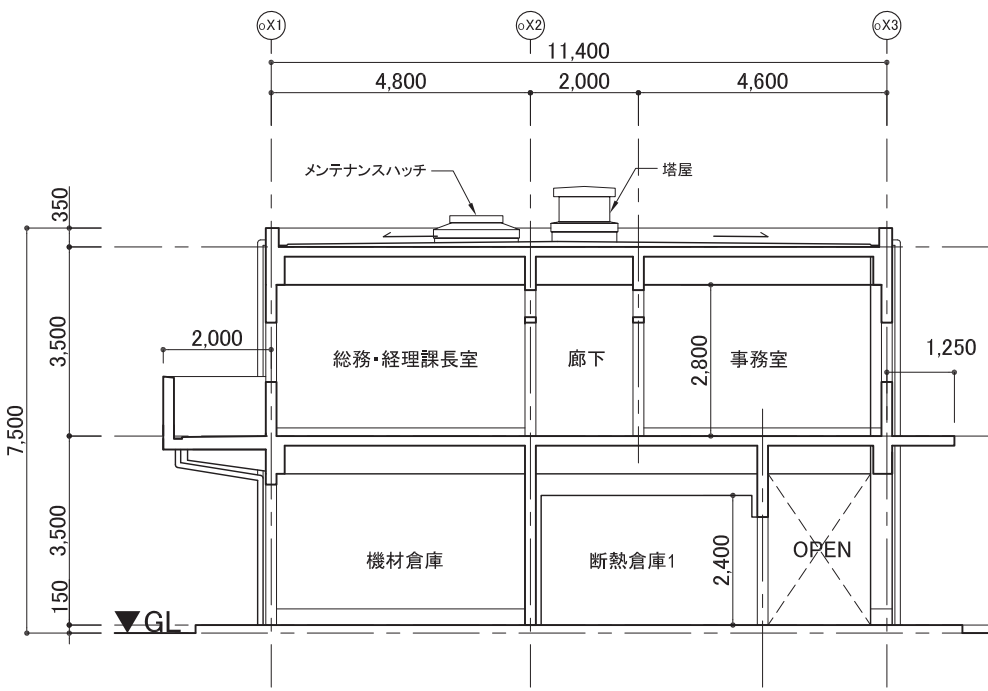 oX1
oX2
oX3
11,400
4,800
2,000
4,600
メンテナンスハッチ
塔屋
350
3,500
7,500
3,500
150
2,000
1,250
総務・経理課長室
廊下
2,800
事務室
機材倉庫
断熱倉庫1
2,400
OPEN
▼GL